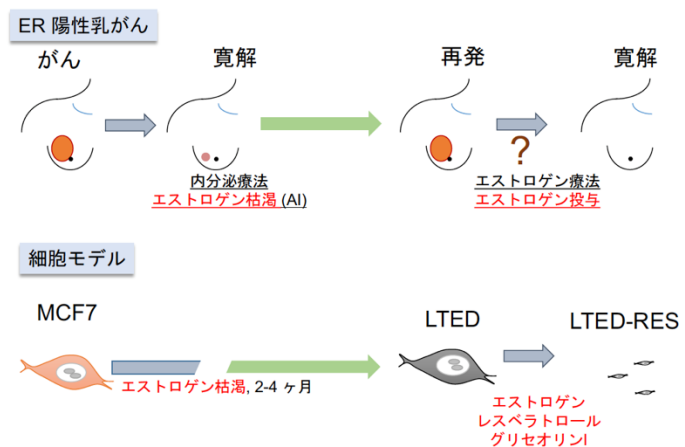 ER 陽性乳がん
がん
寛解
再発
寛解
?
内分泌療法
エストロゲン枯渇 (AI)
エストロゲン療法
エストロゲン投与
細胞モデル
MCF7
LTED
LTED-RES
エストロゲン枯渇, 2-4 ヶ月
エストロゲン
レスベラトロール
グリセオリンI